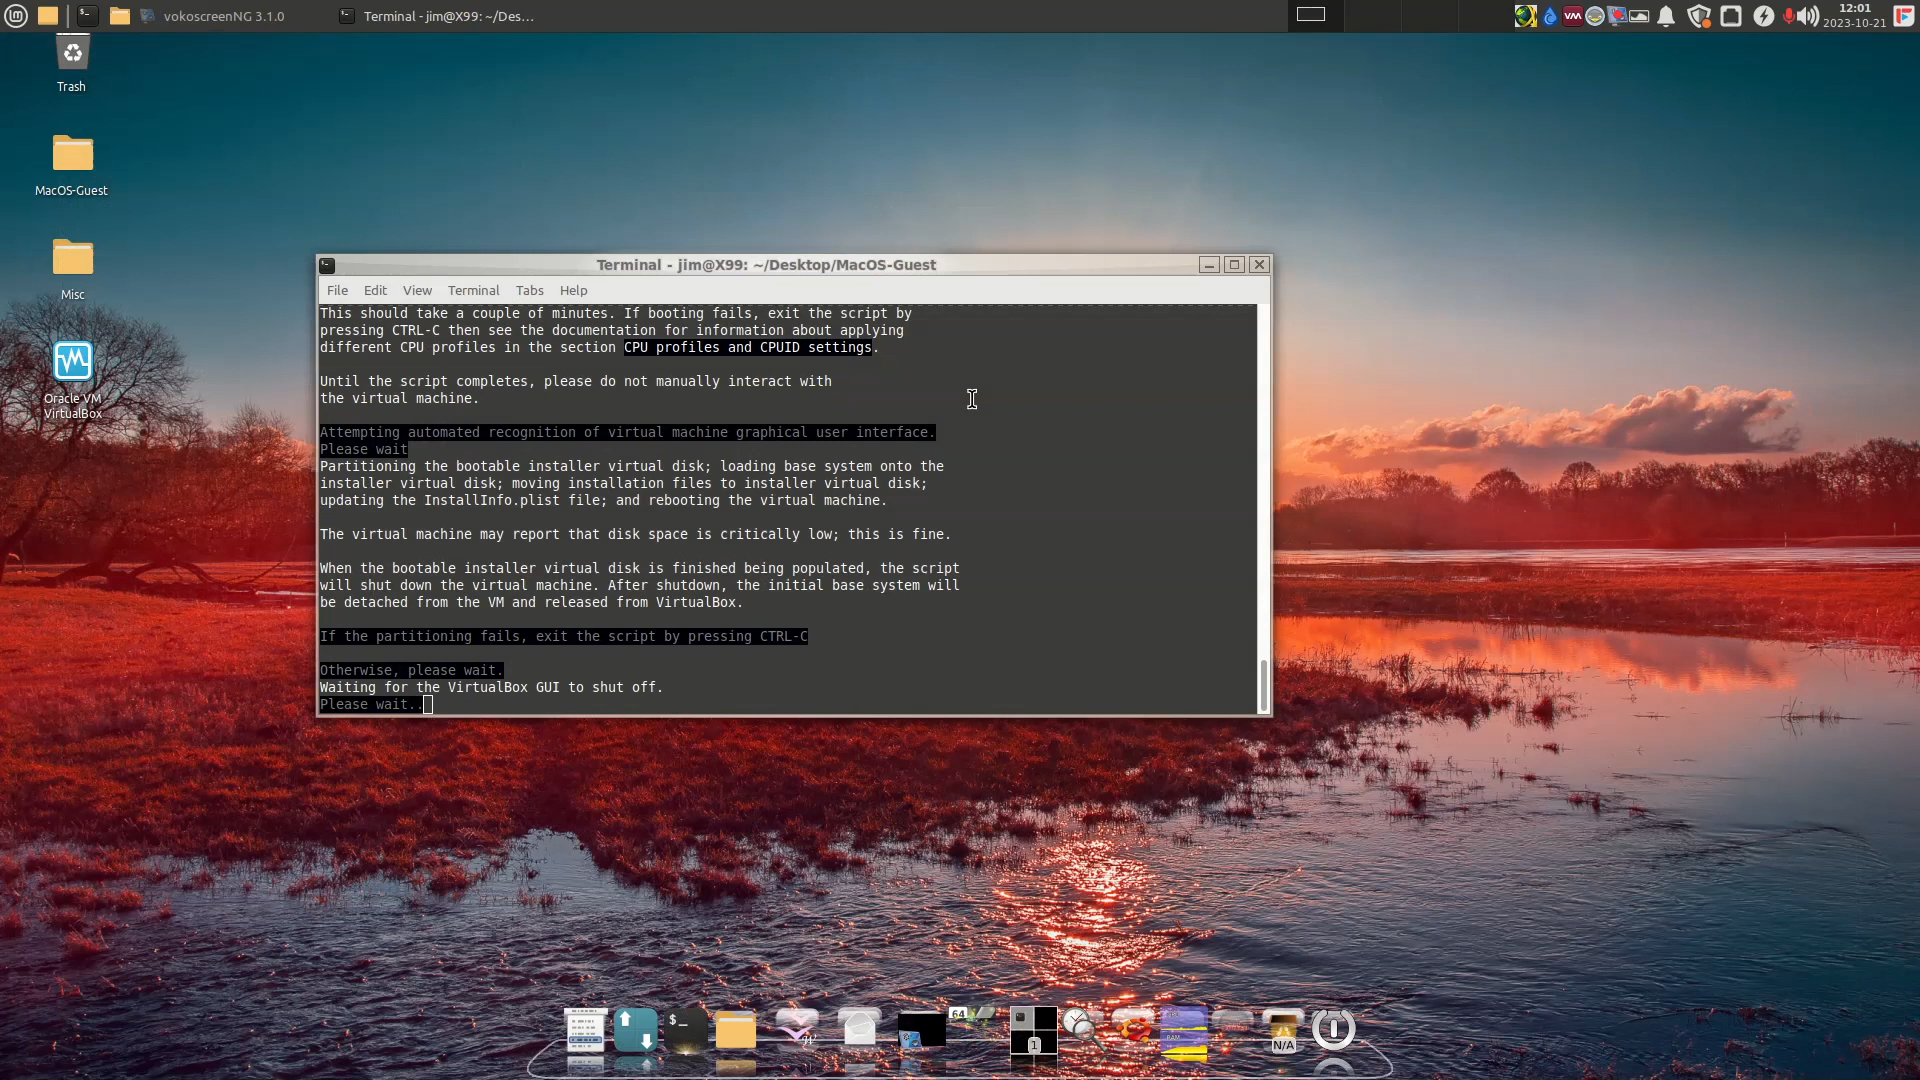 vokoscreenNG 3.1.0
Terminal - jim@X99: ~/Des...
VM
12:01
2023-10-21
Trash
MacOS-Guest
Misc
Oracle VM
VirtualBox
Terminal - jim@X99: ~/Desktop/MacOS-Guest
File Edit View Terminal Tabs Help
This should take a couple of minutes. If booting fails, exit the script by
pressing CTRL-C then see the documentation for information about applying
different CPU profiles in the section CPU profiles and CPUID settings.
Until the script completes, please do not manually interact with
the virtual machine.
Attempting automated recognition of virtual machine graphical user interface.
Please wait
Partitioning the bootable installer virtual disk; loading base system onto the
installer virtual disk; moving installation files to installer virtual disk;
updating the InstallInfo.plist file; and rebooting the virtual machine.
The virtual machine may report that disk space is critically low; this is fine.
When the bootable installer virtual disk is finished being populated, the script
will shut down the virtual machine. After shutdown, the initial base system will
be detached from the VM and released from VirtualBox.
If the partitioning fails, exit the script by pressing CTRL-C
Otherwise, please wait.
Waiting for the VirtualBox GUI to shut off.
Please wait..
$_
W
64
1
RAM
N/A